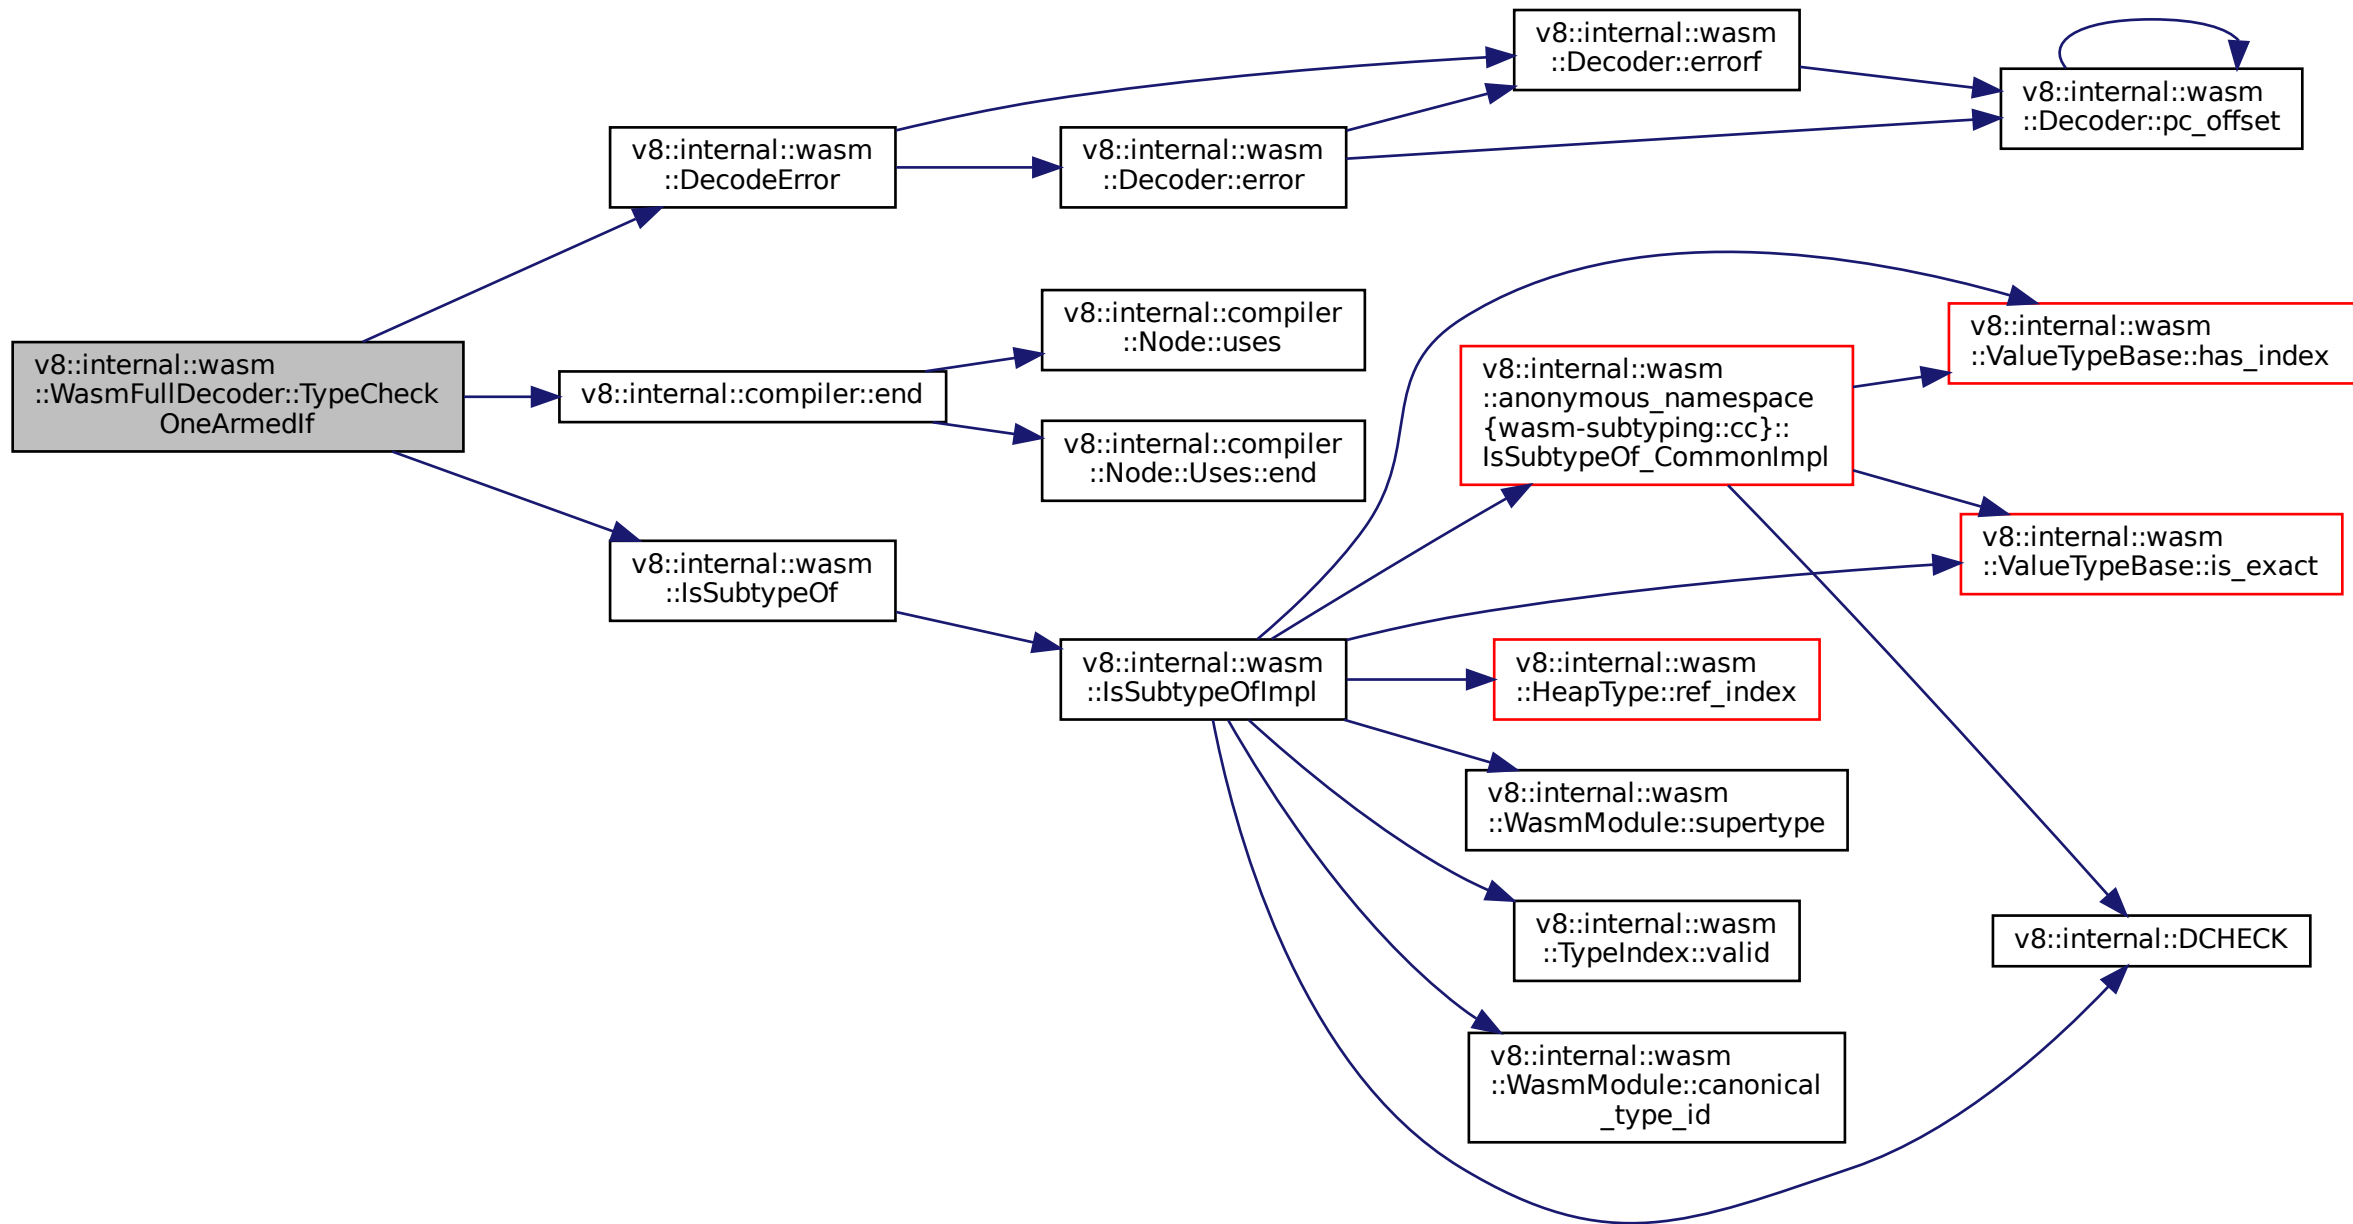 v8::internal::wasm
::WasmFullDecoder::TypeCheck
OneArmedIf
v8::internal::wasm
::DecodeError
v8::internal::compiler::end
v8::internal::wasm
::IsSubtypeOf
v8::internal::wasm
::Decoder::error
v8::internal::compiler
::Node::uses
v8::internal::compiler
::Node::Uses::end
v8::internal::wasm
::IsSubtypeOfImpl
v8::internal::wasm
::Decoder::errorf
v8::internal::wasm
::anonymous_namespace
{wasm-subtyping::cc}::
IsSubtypeOf_CommonImpl
v8::internal::wasm
::HeapType::ref_index
v8::internal::wasm
::WasmModule::supertype
v8::internal::wasm
::TypeIndex::valid
v8::internal::wasm
::WasmModule::canonical
_type_id
v8::internal::wasm
::Decoder::pc_offset
v8::internal::wasm
::ValueTypeBase::has_index
v8::internal::wasm
::ValueTypeBase::is_exact
v8::internal::DCHECK